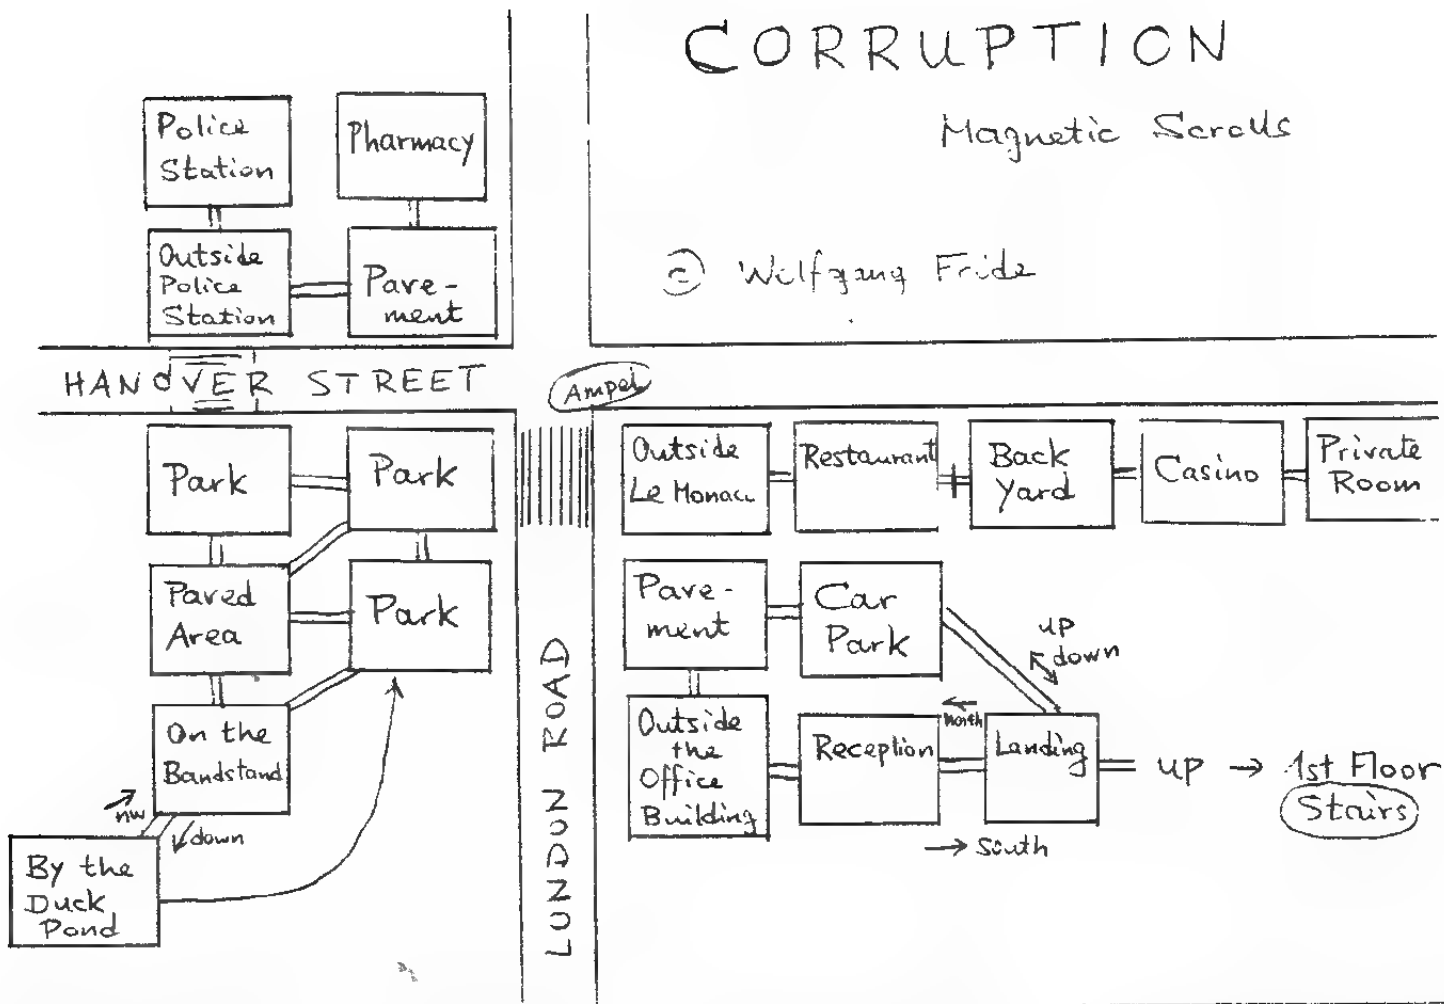 CORRUPTION
Magnetic Scrolls
© Wolfgang Fride
Police
Station
Pharmacy
Outside
Police
Station
Pave-
ment
HANOVER STREET
Ampel
Park
Park
Paved
Area
Park
On the
Bandstand
nw
down
By the
Duck
Pond
LONDON ROAD
Outside
Le Monaco
Restaurant
Back
Yard
Casino
Private
Room
Pave-
ment
Car
Park
up
down
Outside
the
Office
Building
Reception
North
Landing
South
up → 1st Floor
Stairs